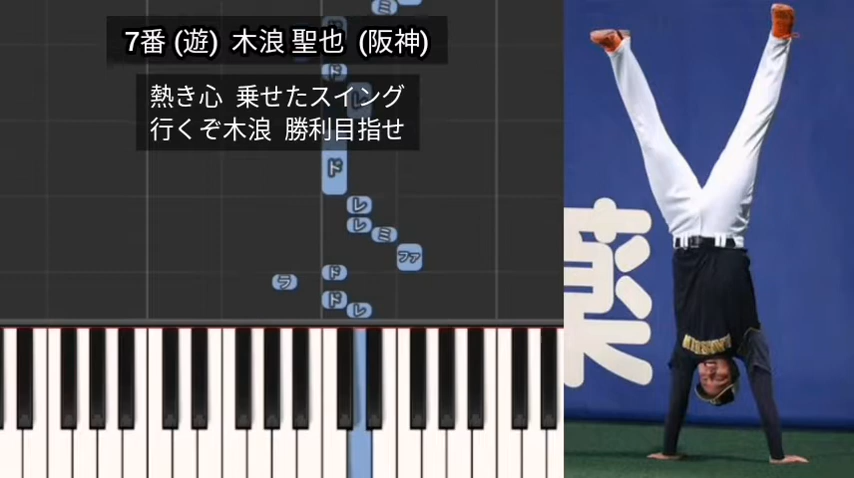 7番 (遊) 木浪 聖也 (阪神)
熱き心 乗せたスイング
行くぞ木浪 勝利目指せ
ミ
ド
レ
ド
レ
レ
ミ
ファ
ド
ラ
ド
レ
薬